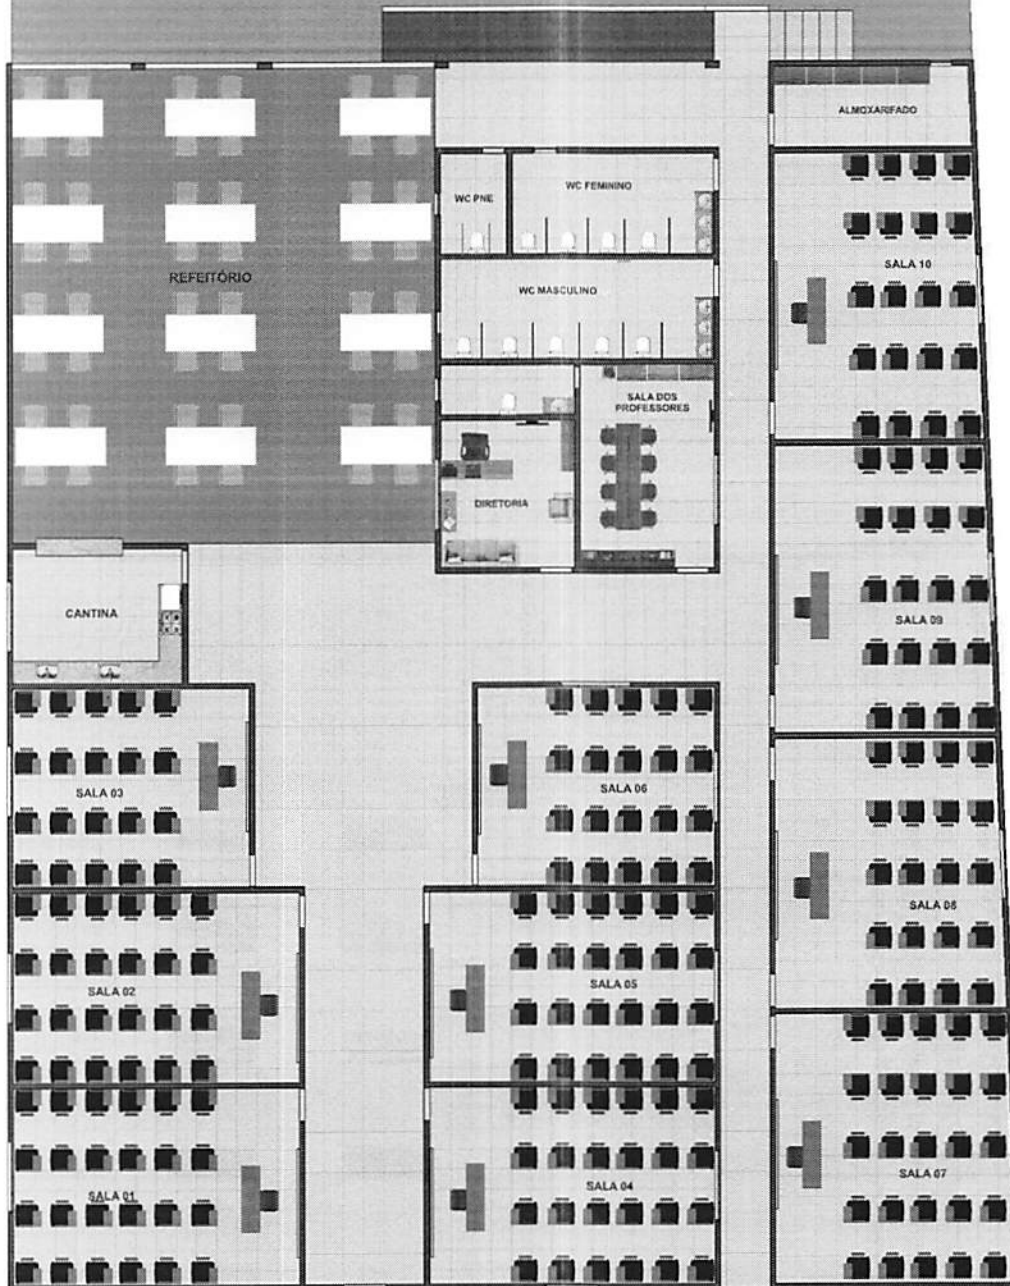 ALMOXARIFADO
WC PNE
WC FEMININO
SALA 10
REFEITÓRIO
WC MASCULINO
SALA DOS
PROFESSORES
DIRETORIA
CANTINA
SALA 09
SALA 03
SALA 06
SALA 08
SALA 02
SALA 05
SALA 01
SALA 04
SALA 07